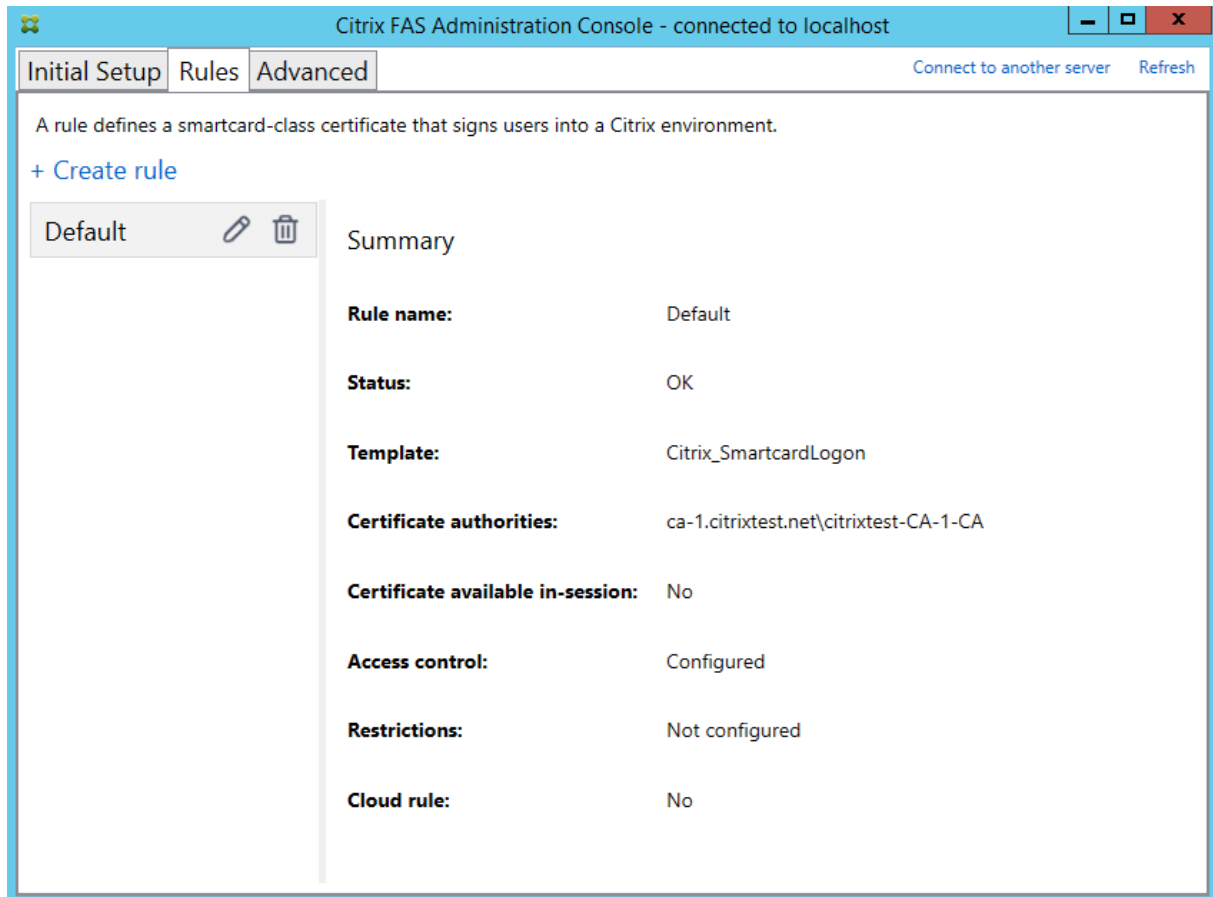 Citrix FAS Administration Console - connected to localhost
Initial Setup Rules Advanced Connect to another server Refresh
A rule defines a smartcard-class certificate that signs users into a Citrix environment.
+ Create rule
Default
Summary
Rule name: Default
Status: OK
Template: Citrix_SmartcardLogon
Certificate authorities: ca-1.citrixtest.net\citrixtest-CA-1-CA
Certificate available in-session: No
Access control: Configured
Restrictions: Not configured
Cloud rule: No